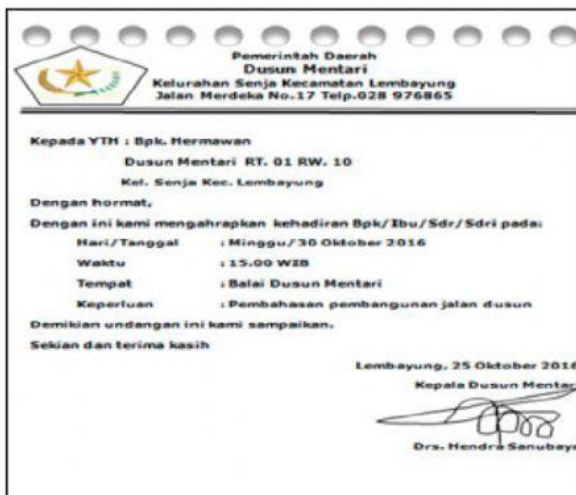 Pemerintah Daerah
Dusun Mentari
Kelurahan Senja Kecamatan Lembayung
Jalan Merdeka No.17 Telp.028 976865
Kepada YTH : Bpk. Hermawan
Dusun Mentari RT. 01 RW. 10
Kel. Senja Kec. Lembayung
Dengan hormat,
Dengan ini kami mengahrapkan kehadiran Bpk/Ibu/Sdr/Sdri pada:
Hari/Tanggal : Minggu/30 Oktober 2016
Waktu : 15.00 WIB
Tempat : Balai Dusun Mentari
Keperluan : Pembahasan pembangunan jalan dusun
Demikian undangan ini kami sampaikan.
Sekian dan terima kasih
Lembayung, 25 Oktober 2016
Kepala Dusun Mentar
Drs. Hendra Sanubaya